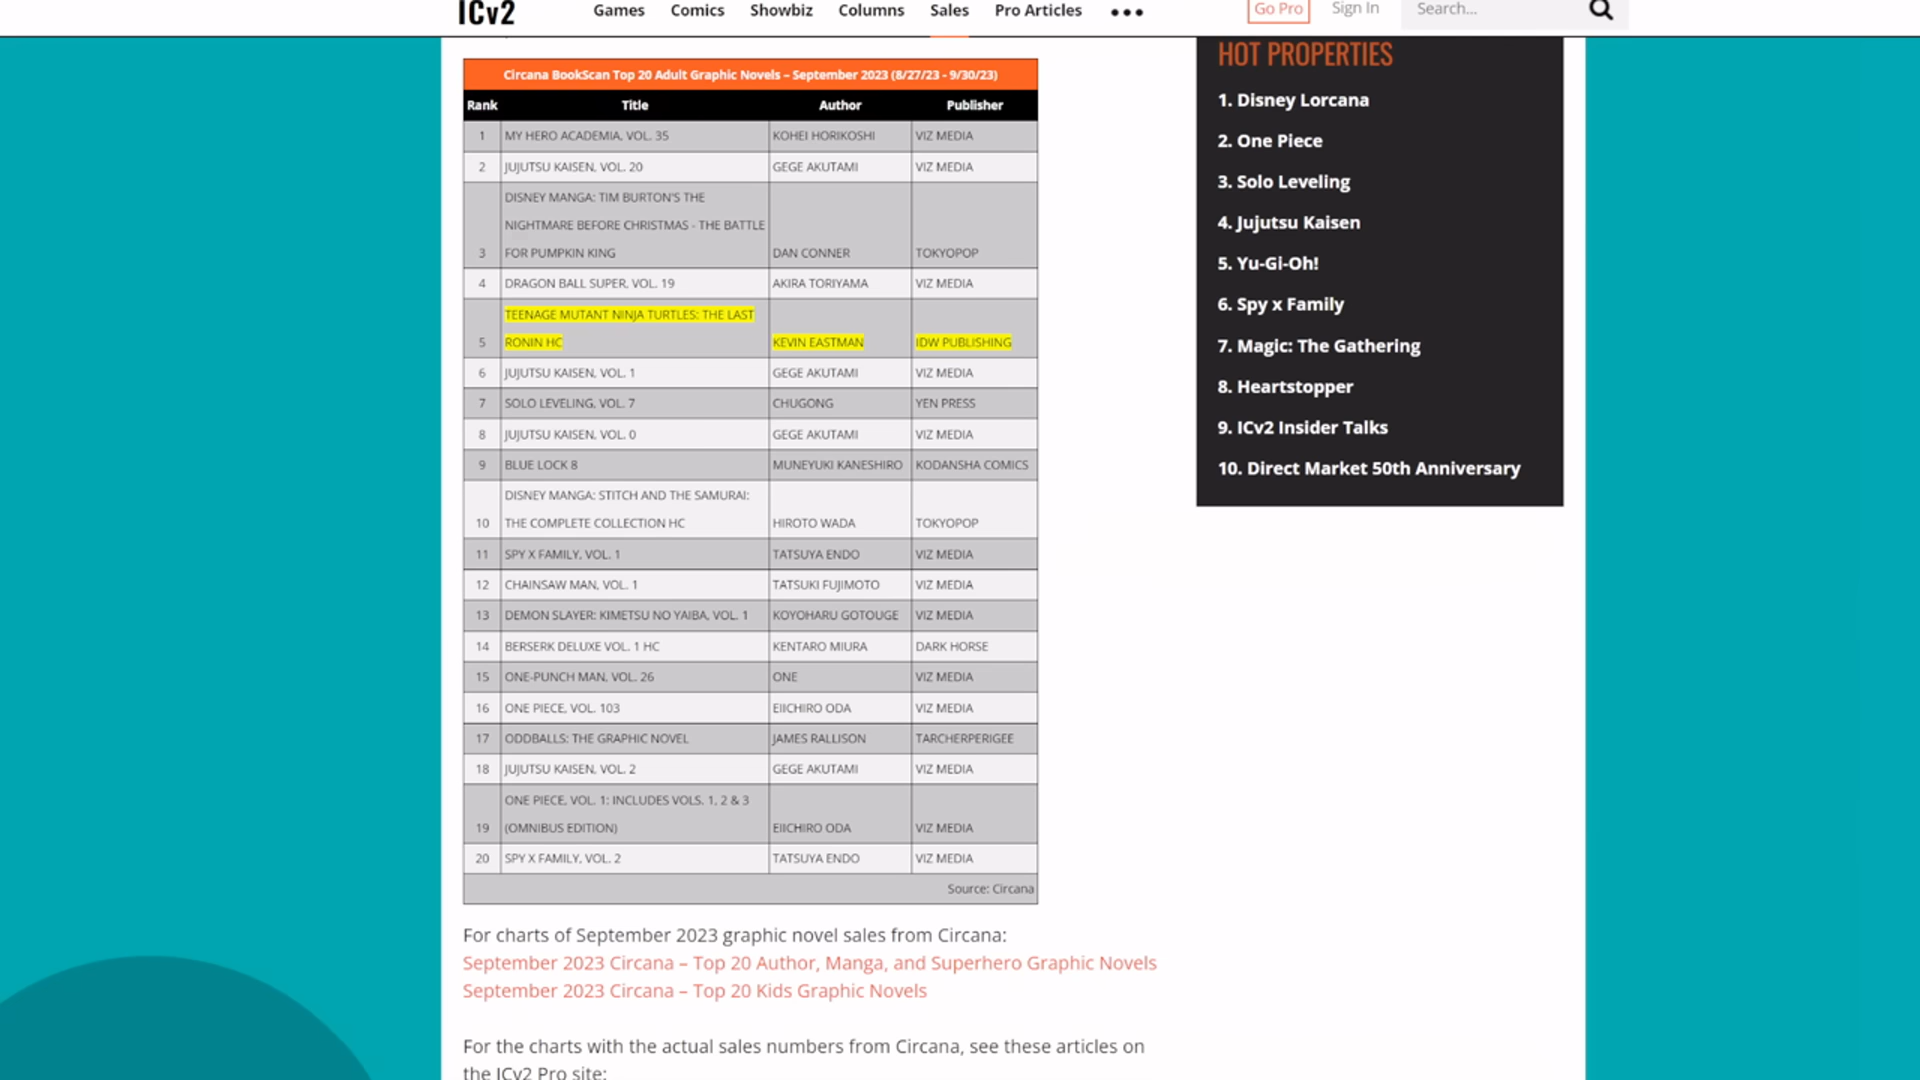 ICv2
Games
Comics
Showbiz
Columns
Sales
Pro Articles
Go Pro
Sign In
Search...
Circana BookScan Top 20 Adult Graphic Novels – September 2023 (8/27/23 - 9/30/23)
Rank Title Author Publisher
1 MY HERO ACADEMIA, VOL. 35 KOHEI HORIKOSHI VIZ MEDIA
2 JUJUTSU KAISEN, VOL. 20 GEGE AKUTAMI VIZ MEDIA
DISNEY MANGA: TIM BURTON'S THE
NIGHTMARE BEFORE CHRISTMAS - THE BATTLE
3 FOR PUMPKIN KING DAN CONNER TOKYOPOP
4 DRAGON BALL SUPER, VOL. 19 AKIRA TORIYAMA VIZ MEDIA
TEENAGE MUTANT NINJA TURTLES: THE LAST
5 RONIN HC KEVIN EASTMAN IDW PUBLISHING
6 JUJUTSU KAISEN, VOL. 1 GEGE AKUTAMI VIZ MEDIA
7 SOLO LEVELING, VOL. 7 CHUGONG YEN PRESS
8 JUJUTSU KAISEN, VOL. 0 GEGE AKUTAMI VIZ MEDIA
9 BLUE LOCK 8 MUNEYUKI KANESHIRO KODANSHA COMICS
DISNEY MANGA: STITCH AND THE SAMURAI:
10 THE COMPLETE COLLECTION HC HIROTO WADA TOKYOPOP
11 SPY X FAMILY, VOL. 1 TATSUYA ENDO VIZ MEDIA
12 CHAINSAW MAN, VOL. 1 TATSUKI FUJIMOTO VIZ MEDIA
13 DEMON SLAYER: KIMETSU NO YAIBA, VOL. 1 KOYOHARU GOTOUGE VIZ MEDIA
14 BERSERK DELUXE VOL. 1 HC KENTARO MIURA DARK HORSE
15 ONE-PUNCH MAN, VOL. 26 ONE VIZ MEDIA
16 ONE PIECE, VOL. 103 EIICHIRO ODA VIZ MEDIA
17 ODDBALLS: THE GRAPHIC NOVEL JAMES RALLISON TARCHERPERIGEE
18 JUJUTSU KAISEN, VOL. 2 GEGE AKUTAMI VIZ MEDIA
ONE PIECE, VOL. 1: INCLUDES VOLS. 1, 2 & 3
19 (OMNIBUS EDITION) EIICHIRO ODA VIZ MEDIA
20 SPY X FAMILY, VOL. 2 TATSUYA ENDO VIZ MEDIA
Source: Circana
For charts of September 2023 graphic novel sales from Circana:
September 2023 Circana – Top 20 Author, Manga, and Superhero Graphic Novels
September 2023 Circana – Top 20 Kids Graphic Novels
For the charts with the actual sales numbers from Circana, see these articles on
the ICv2 Pro site:
HOT PROPERTIES
1. Disney Lorcana
2. One Piece
3. Solo Leveling
4. Jujutsu Kaisen
5. Yu-Gi-Oh!
6. Spy x Family
7. Magic: The Gathering
8. Heartstopper
9. ICv2 Insider Talks
10. Direct Market 50th Anniversary